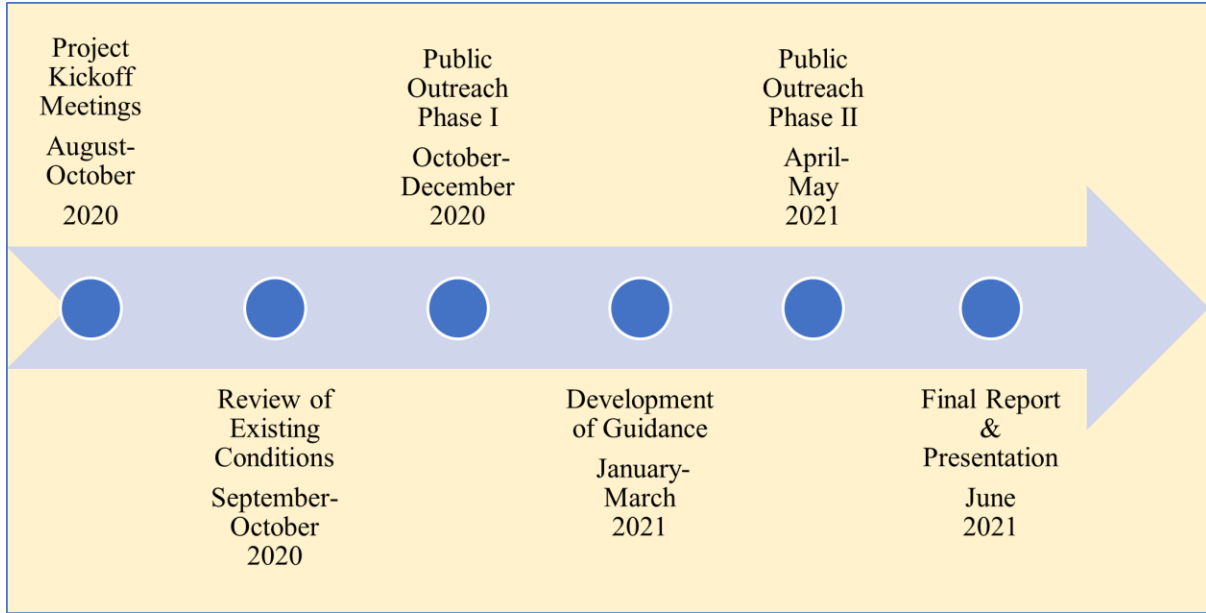 Project
Kickoff
Meetings
August-
October
2020
Review of
Existing
Conditions
September-
October
2020
Public
Outreach
Phase I
October-
December
2020
Development
of Guidance
January-
March
2021
Public
Outreach
Phase II
April-
May
2021
Final Report
&
Presentation
June
2021